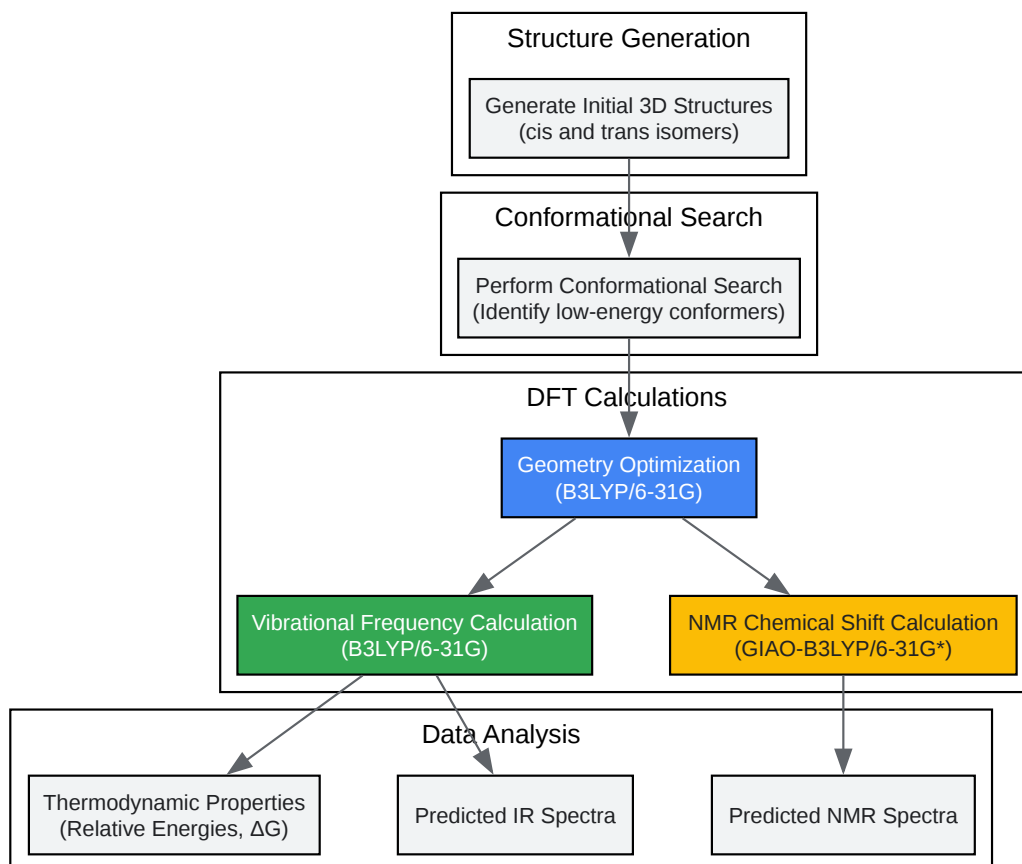 Structure Generation
Generate Initial 3D Structures
(cis and trans isomers)
Conformational Search
Perform Conformational Search
(Identify low-energy conformers)
DFT Calculations
Geometry Optimization
(B3LYP/6-31G)
Vibrational Frequency Calculation
(B3LYP/6-31G)
NMR Chemical Shift Calculation
(GIAO-B3LYP/6-31G*)
Data Analysis
Thermodynamic Properties
(Relative Energies, ΔG)
Predicted IR Spectra
Predicted NMR Spectra